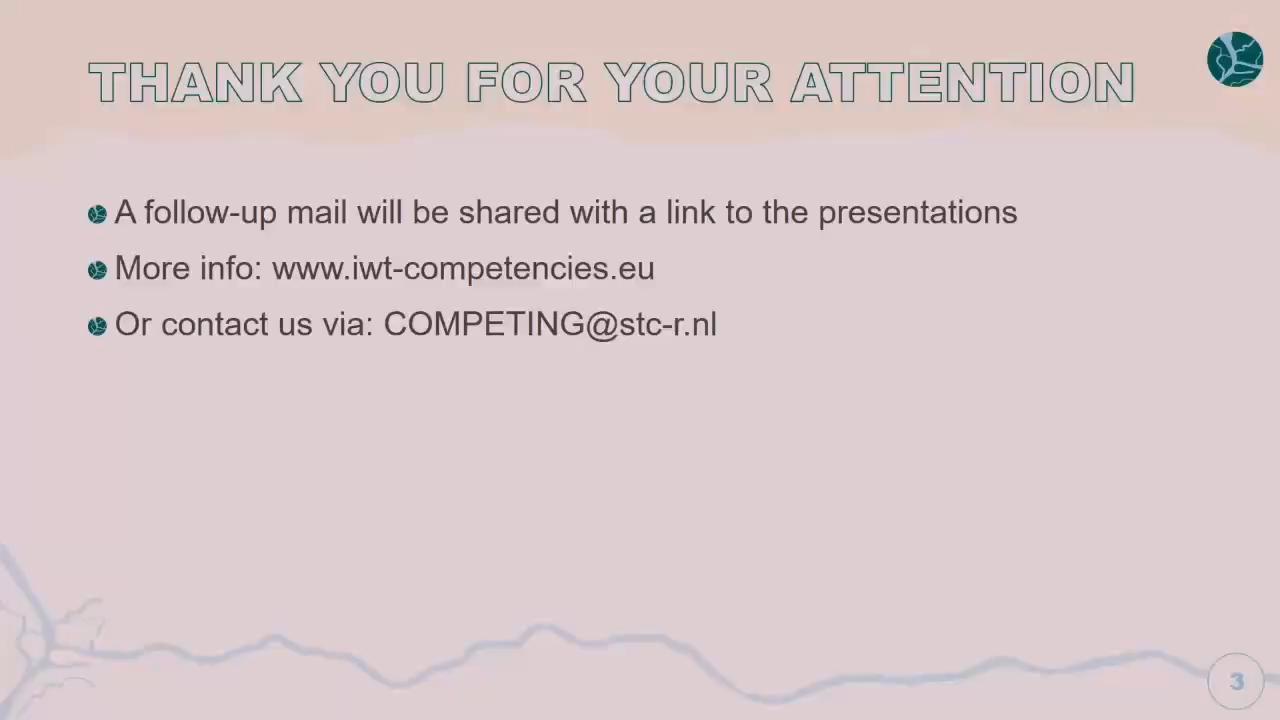 THANK YOU FOR YOUR ATTENTION
A follow-up mail will be shared with a link to the presentations
More info: www.iwt-competencies.eu
Or contact us via: COMPETING@stc-r.nl
3